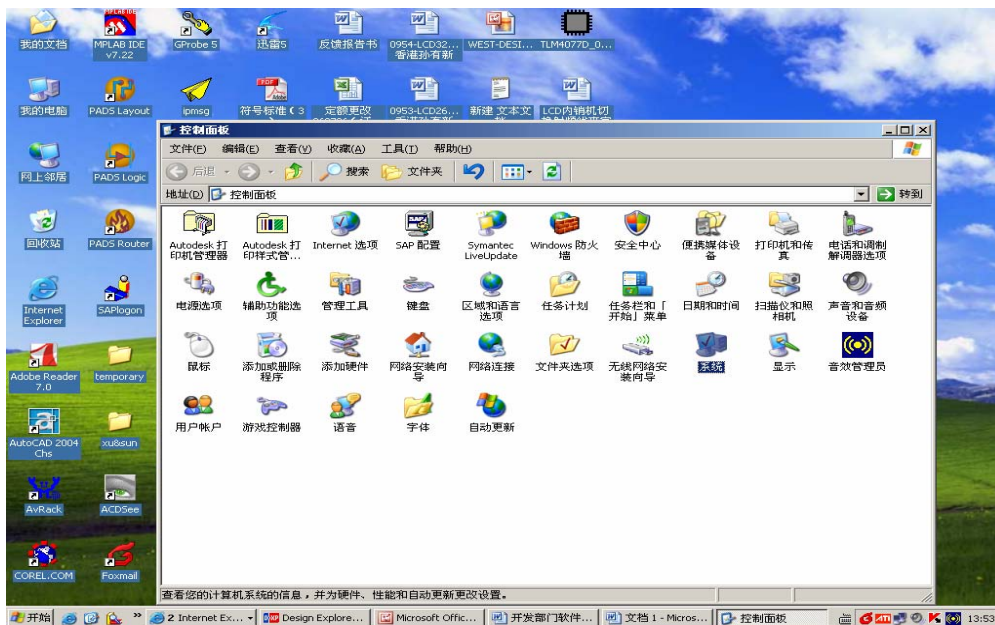 我的文档
MPLAB IDE
v7.22
GProbe 5
迅雷5
反馈报告书
0954-LCD32...
香港孙有新
WEST-DESI...
TLM4077D_0...
我的电脑
PADS Layout
ipmsg
符号标准(3
定额更改
0953-LCD26...
新建 文本文
LCD内销机切
网上邻居
PADS Logic
回收站
PADS Router
Internet
Explorer
SAPlogon
Adobe Reader
7.0
temporary
AutoCAD 2004
Chs
xu&sun
AvRack
ACDSee
COREL.COM
Foxmail
控制面板
文件(F) 编辑(E) 查看(V) 收藏(A) 工具(T) 帮助(H)
后退 搜索 文件夹
地址(D) 控制面板 转到
Autodesk 打
印机管理器
Autodesk 打
印样式管...
Internet 选项
SAP 配置
Symantec
LiveUpdate
Windows 防火
墙
安全中心
便携媒体设
备
打印机和传
真
电话和调制
解调器选项
电源选项
辅助功能选
项
管理工具
键盘
区域和语言
选项
任务计划
任务栏和「
开始」菜单
日期和时间
扫描仪和照
相机
声音和音频
设备
鼠标
添加或删除
程序
添加硬件
网络安装向
导
网络连接
文件夹选项
无线网络安
装向导
系统
显示
音效管理员
用户帐户
游戏控制器
语音
字体
自动更新
查看您的计算机系统的信息，并为硬件、性能和自动更新更改设置。
开始 » 2 Internet Ex... Design Explore... Microsoft Offic... 开发部门软件... 文档 1 - Micros... 控制面板 13:53